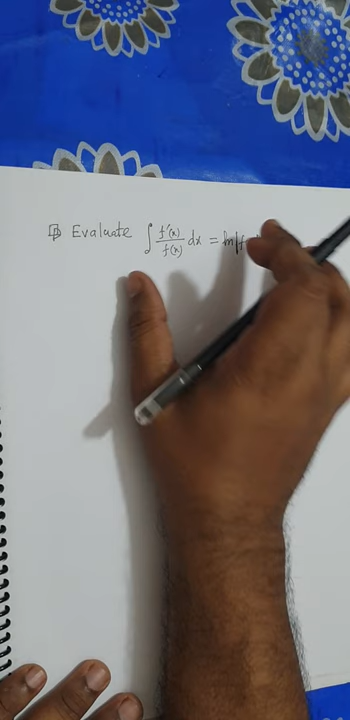 Evaluate ∫ f'(x)/f(x) dx = ln|f